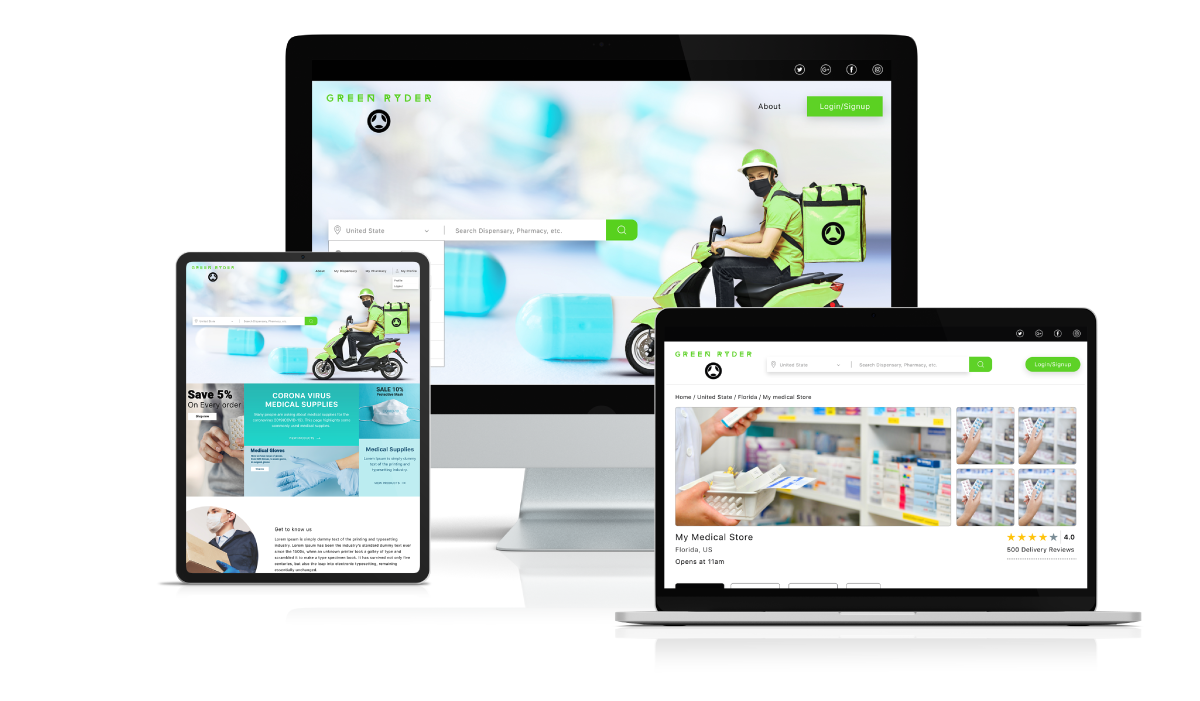 GREEN RYDER
About
Login/Signup
United State
Search Dispensary, Pharmacy, etc.
GREEN RYDER
About
My Dispensary
My Pharmacy
My Profile
United State
Search Dispensary, Pharmacy, etc.
Save 5%
On Every order
Shop now
CORONA VIRUS
MEDICAL SUPPLIES
SALE 10%
Protective Mask
Medical Gloves
Medical Supplies
Lorem Ipsum is simply dummy
text of the printing and
typesetting industry.
VIEW PRODUCTS
Get to know us
Lorem Ipsum is simply dummy text of the printing and typesetting
industry. Lorem Ipsum has been the industry's standard dummy text ever
since the 1500s, when an unknown printer took a galley of type and
scrambled it to make a type specimen book. It has survived not only five
centuries, but also the leap into electronic typesetting, remaining
essentially unchanged.
GREEN RYDER
United State
Search Dispensary, Pharmacy, etc.
Login/Signup
Home / United State / Florida / My medical Store
My Medical Store
4.0
Florida, US
500 Delivery Reviews
Opens at 11am